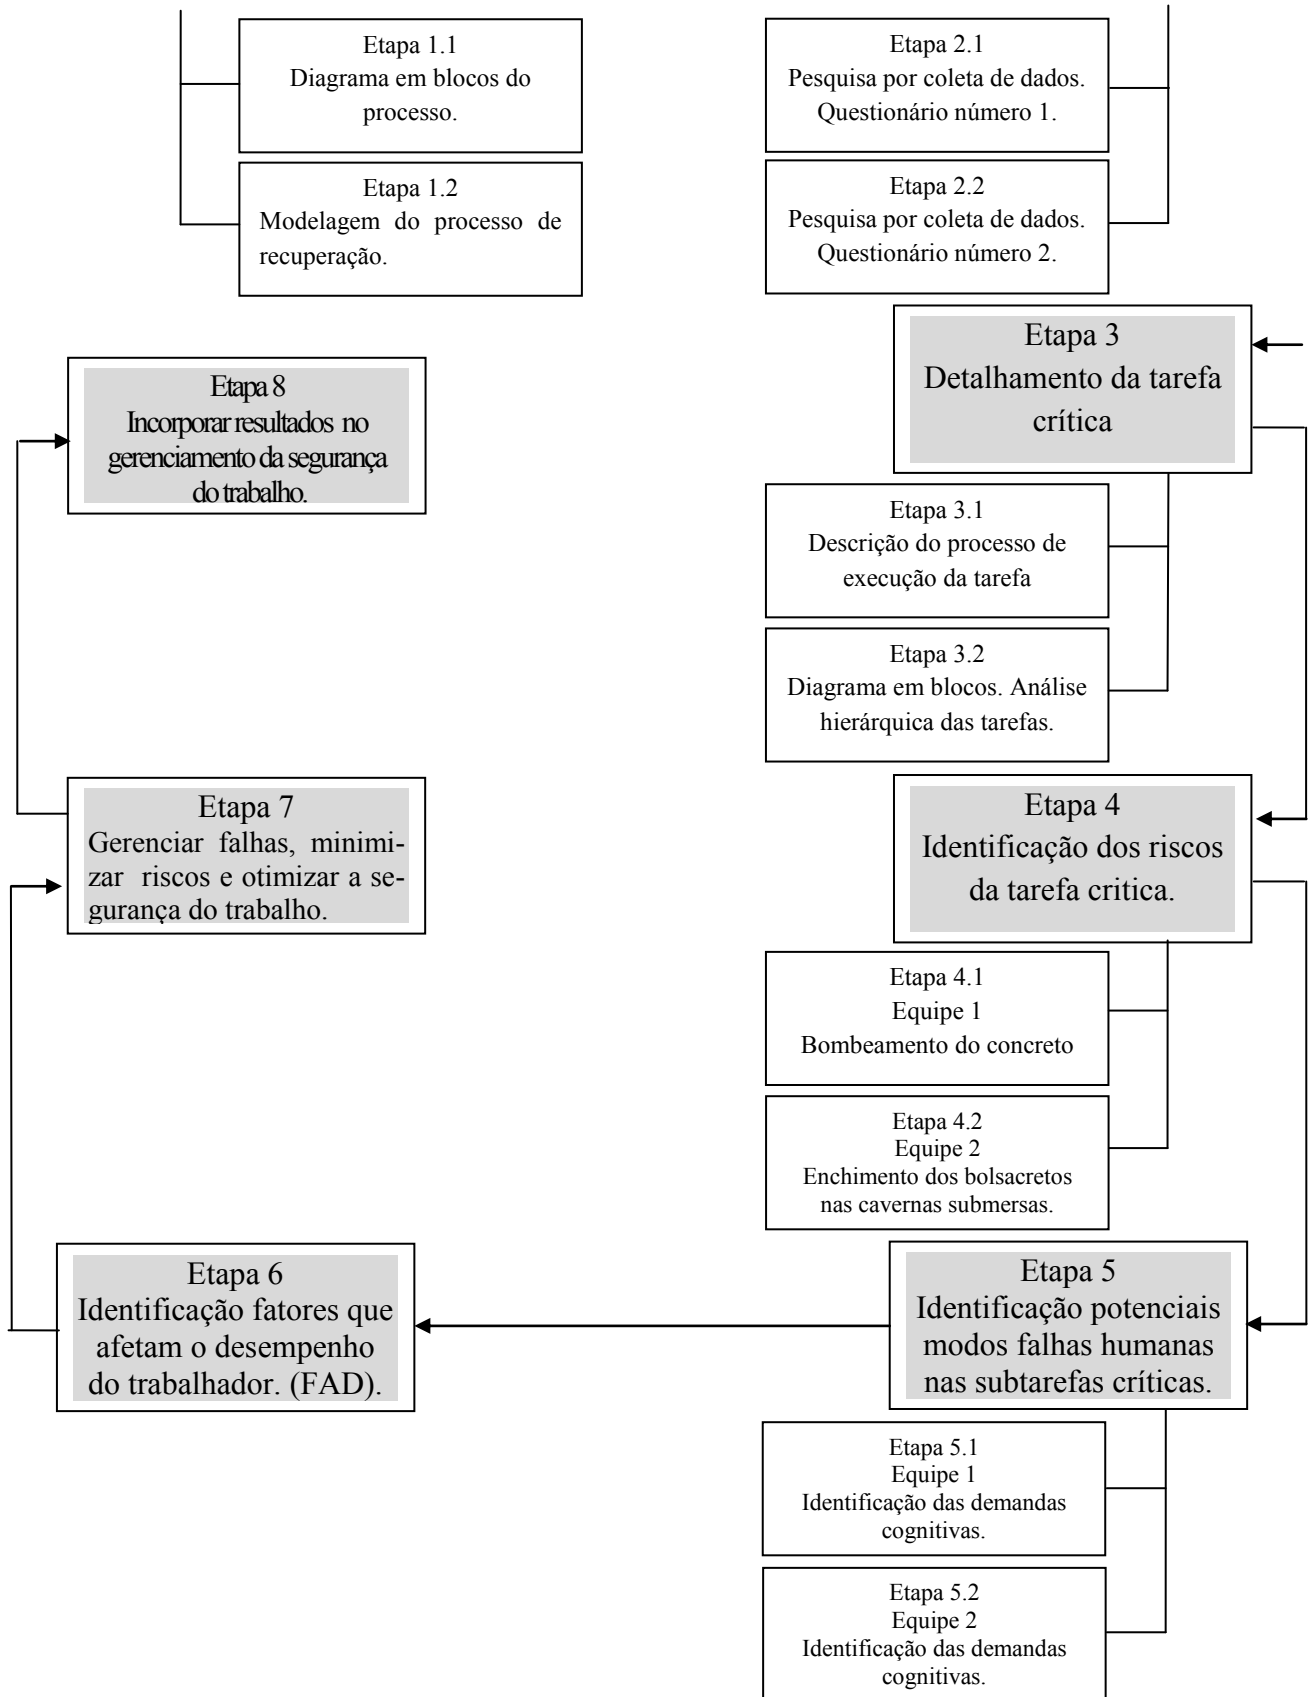 Etapa 1.1
Diagrama em blocos do
processo.
Etapa 1.2
Modelagem do processo de
recuperação.
Etapa 2.1
Pesquisa por coleta de dados.
Questionário número 1.
Etapa 2.2
Pesquisa por coleta de dados.
Questionário número 2.
Etapa 3
Detalhamento da tarefa
crítica
Etapa 3.1
Descrição do processo de
execução da tarefa
Etapa 3.2
Diagrama em blocos. Análise
hierárquica das tarefas.
Etapa 4
Identificação dos riscos
da tarefa critica.
Etapa 4.1
Equipe 1
Bombeamento do concreto
Etapa 4.2
Equipe 2
Enchimento dos bolsacretos
nas cavernas submersas.
Etapa 5
Identificação potenciais
modos falhas humanas
nas subtarefas críticas.
Etapa 5.1
Equipe 1
Identificação das demandas
cognitivas.
Etapa 5.2
Equipe 2
Identificação das demandas
cognitivas.
Etapa 6
Identificação fatores que
afetam o desempenho
do trabalhador. (FAD).
Etapa 7
Gerenciar falhas, minimi-
zar riscos e otimizar a se-
gurança do trabalho.
Etapa 8
Incorporar resultados no
gerenciamento da segurança
do trabalho.